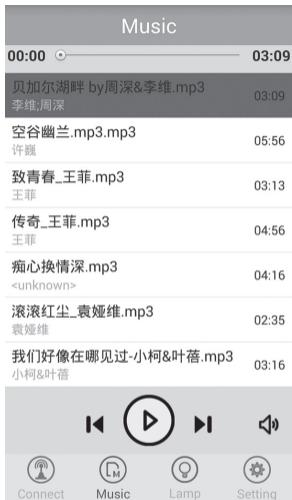 Music
00:00 03:09
贝加尔湖畔 by周深&李维.mp3
李维;周深
03:09
空谷幽兰.mp3.mp3
许巍
05:56
致青春_王菲.mp3
王菲
03:13
传奇_王菲.mp3
王菲
04:56
痴心换情深.mp3
<unknown>
04:16
滚滚红尘_袁娅维.mp3
袁娅维
02:35
我们好像在哪见过-小柯&叶蓓.mp3
小柯&叶蓓
03:16
Connect Music Lamp Setting